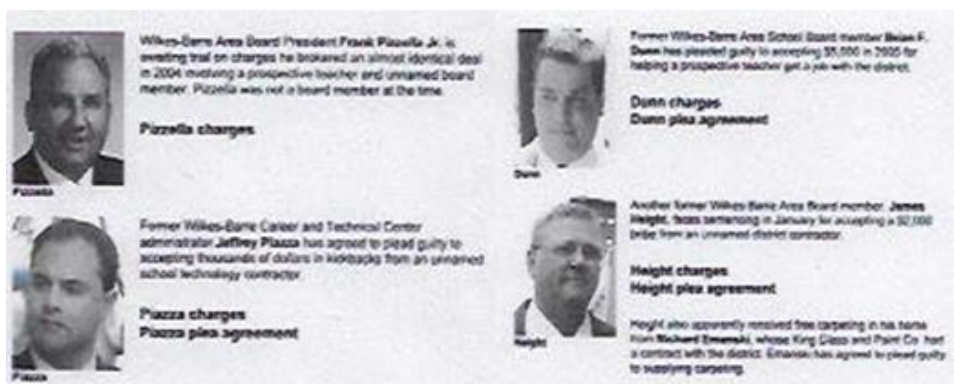 Wilkes-Barre Area Board President Frank Pizzella Jr. is
awaiting trial on charges he brokered an almost identical deal
in 2004 involving a prospective teacher and unnamed board
member. Pizzella was not a board member at the time.
Pizzella charges
Pizzella
Former Wilkes-Barre Career and Technical Center
administrator Jeffrey Piazza has agreed to plead guilty to
accepting thousands of dollars in kickbacks from an unnamed
school technology contractor.
Piazza charges
Piazza plea agreement
Piazza
Former Wilkes-Barre Area School Board member Brian F.
Dunn has pleaded guilty to accepting $5,000 in 2005 for
helping a prospective teacher get a job with the district.
Dunn charges
Dunn plea agreement
Dunn
Another former Wilkes-Barre Area Board member, James
Height, faces sentencing in January for accepting a $2,000
bribe from an unnamed district contractor.
Height charges
Height plea agreement
Height
Height also apparently received free carpeting in his home
from Richard Emanski, whose King Glass and Paint Co. had
a contract with the district. Emanski has agreed to plead guilty
to supplying carpeting.